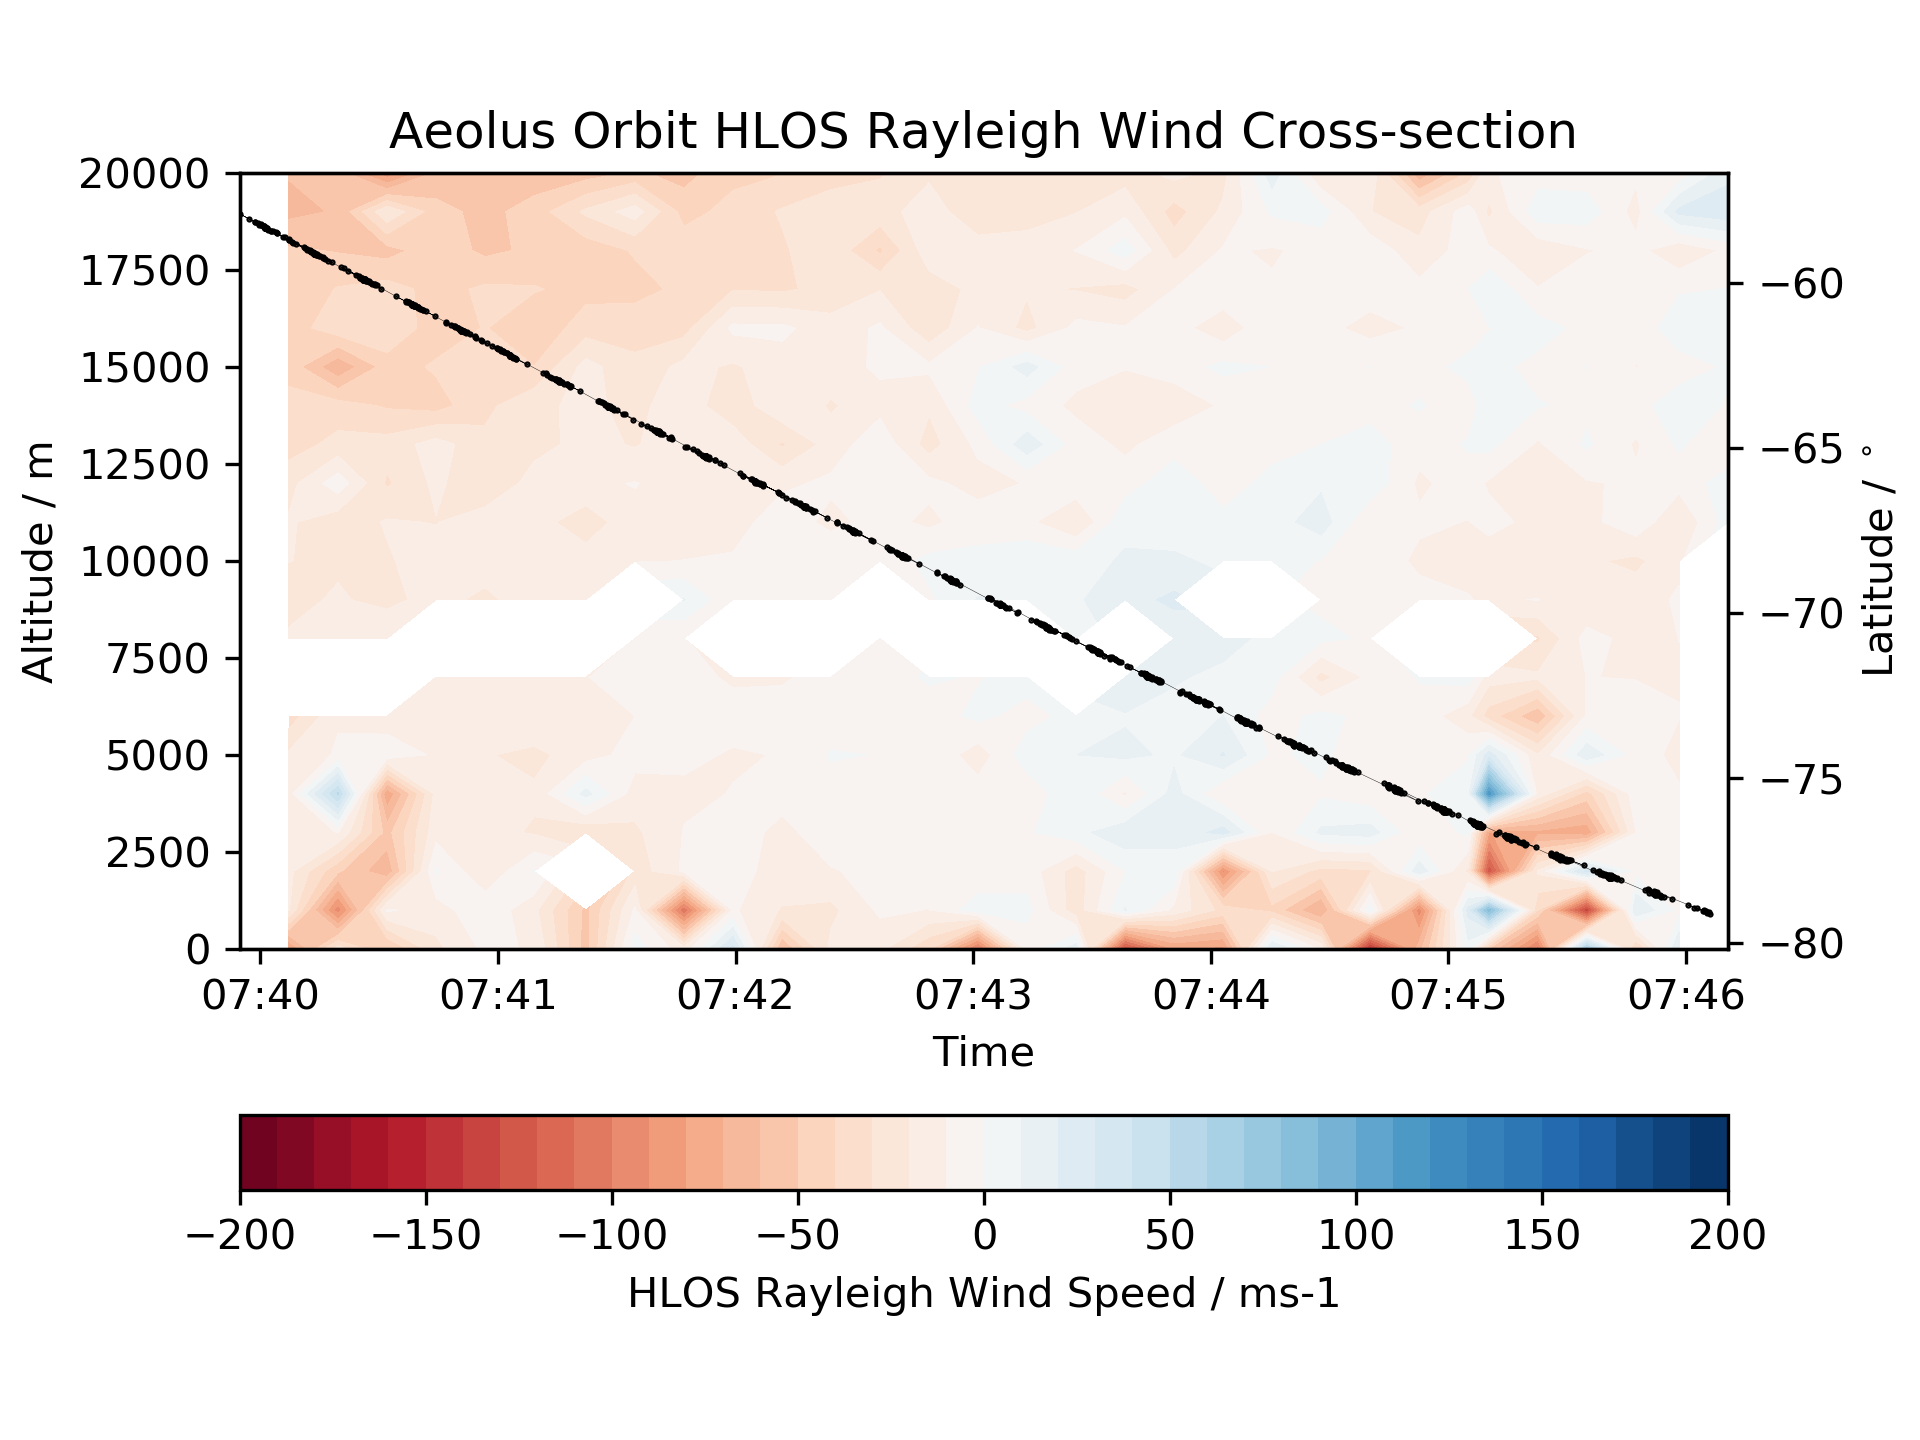 Aeolus Orbit HLOS Rayleigh Wind Cross-section
20000
17500
15000
12500
10000
7500
5000
2500
0
Altitude / m
−60
−65
−70
−75
−80
Latitude / °
07:40 07:41 07:42 07:43 07:44 07:45 07:46
Time
−200 −150 −100 −50 0 50 100 150 200
HLOS Rayleigh Wind Speed / ms-1